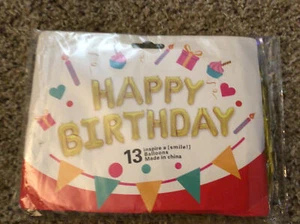 HAPPY
BIRTHDAY
13 inspire a (smile!)
Balloons
Made in china